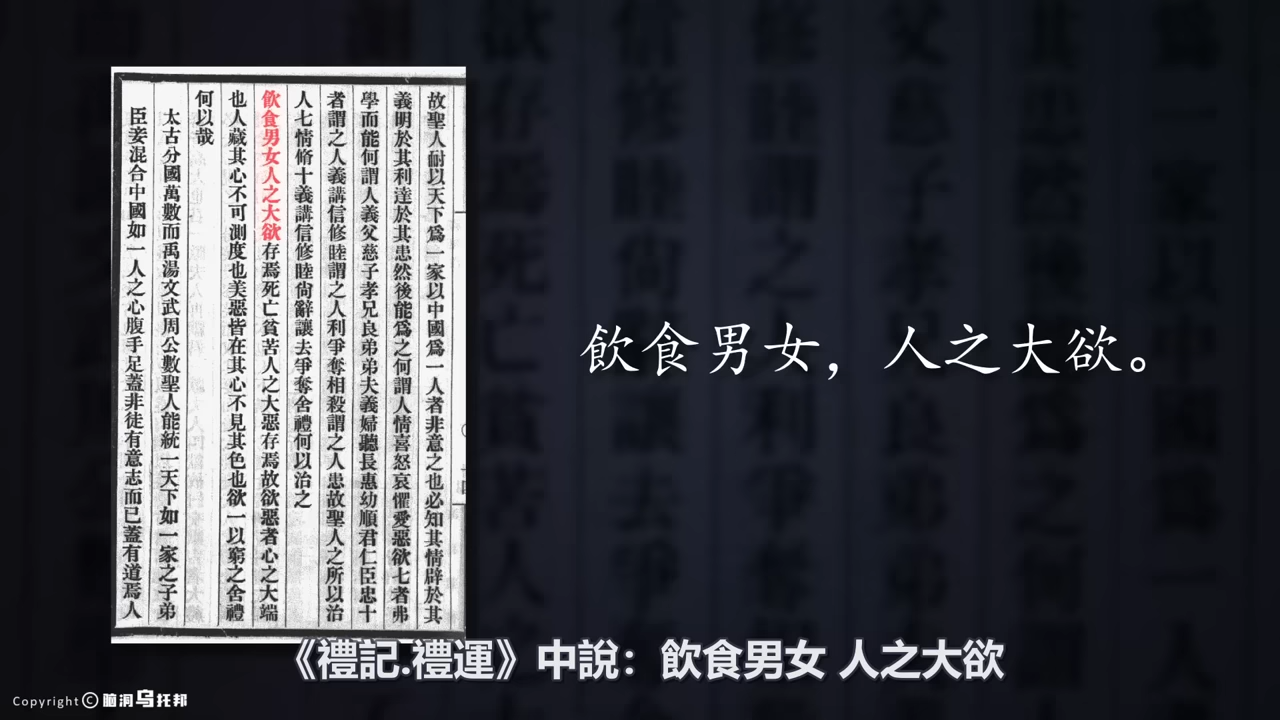 故聖人耐以天下爲一家以中國爲一人者非意之也必知其情辟於其
義明於其利達於其患然後能爲之何謂人情喜怒哀懼愛惡欲七者弗
學而能何謂人義父慈子孝兄良弟弟夫義婦聽長惠幼順君仁臣忠十
者謂之人義講信修睦謂之人利爭奪相殺謂之人患故聖人之所以治
人七情脩十義講信修睦尙辭讓去爭奪舍禮何以治之
飲食男女人之大欲存焉死亡貧苦人之大惡存焉故欲惡者心之大端
也人藏其心不可測度也美惡皆在其心不見其色也欲一以窮之舍禮
何以哉
太古分國萬數而禹湯文武周公數聖人能統一天下如一家之子弟
臣妾混合中國如一人之心腹手足蓋非徒有意志而已蓋有道焉人
飲食男女，人之大欲。
《禮記.禮運》中說：飲食男女 人之大欲
Copyright © 脑洞乌托邦